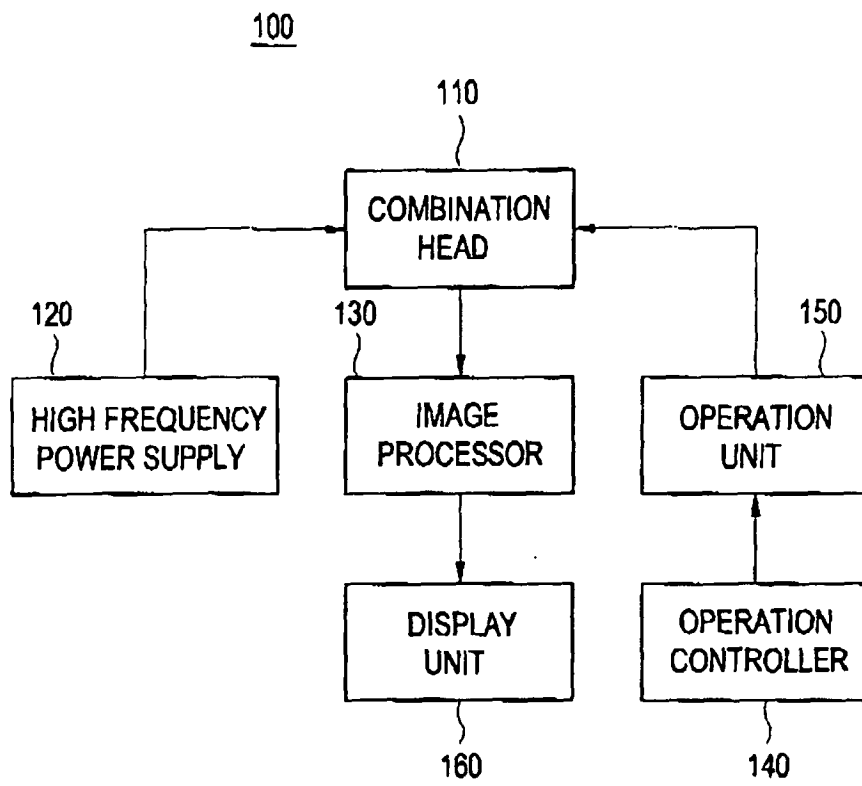 100
110
COMBINATION
HEAD
120
130
150
HIGH FREQUENCY
POWER SUPPLY
IMAGE
PROCESSOR
OPERATION
UNIT
DISPLAY
UNIT
OPERATION
CONTROLLER
160
140